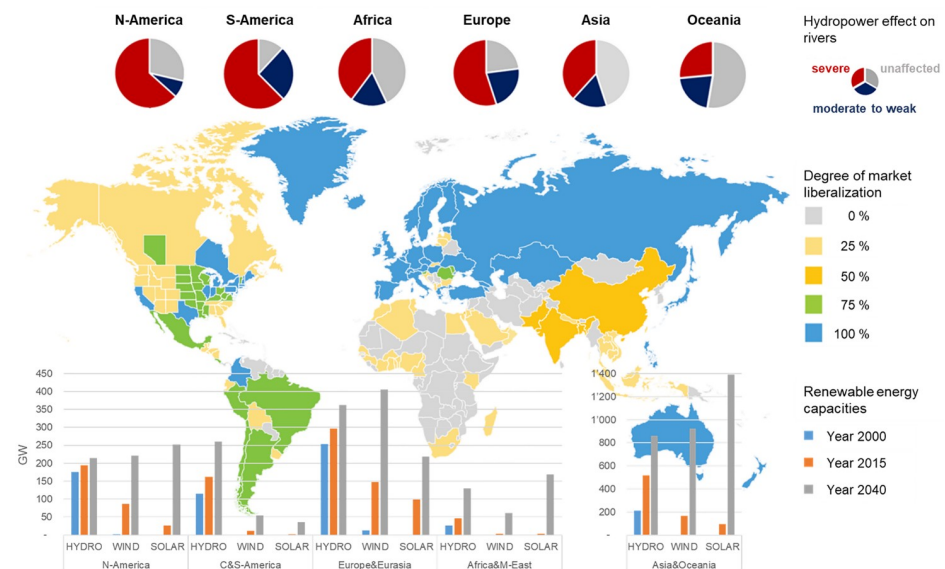 N-America S-America Africa Europe Asia Oceania
Hydropower effect on
rivers
severe unaffected
moderate to weak
Degree of market
liberalization
0 %
25 %
50 %
75 %
100 %
Renewable energy
capacities
Year 2000
Year 2015
Year 2040
GW
450
400
350
300
250
200
150
100
50
-
1'400
1'200
1'000
800
600
400
200
-
HYDRO WIND SOLAR HYDRO WIND SOLAR HYDRO WIND SOLAR HYDRO WIND SOLAR HYDRO WIND SOLAR
N-America C&S-America Europe&Eurasia Africa&M-East Asia&Oceania